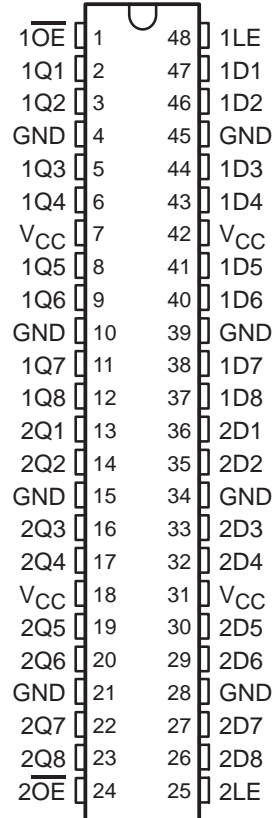 1O̅E̅ 1 48 1LE
1Q1 2 47 1D1
1Q2 3 46 1D2
GND 4 45 GND
1Q3 5 44 1D3
1Q4 6 43 1D4
VCC 7 42 VCC
1Q5 8 41 1D5
1Q6 9 40 1D6
GND 10 39 GND
1Q7 11 38 1D7
1Q8 12 37 1D8
2Q1 13 36 2D1
2Q2 14 35 2D2
GND 15 34 GND
2Q3 16 33 2D3
2Q4 17 32 2D4
VCC 18 31 VCC
2Q5 19 30 2D5
2Q6 20 29 2D6
GND 21 28 GND
2Q7 22 27 2D7
2Q8 23 26 2D8
2O̅E̅ 24 25 2LE